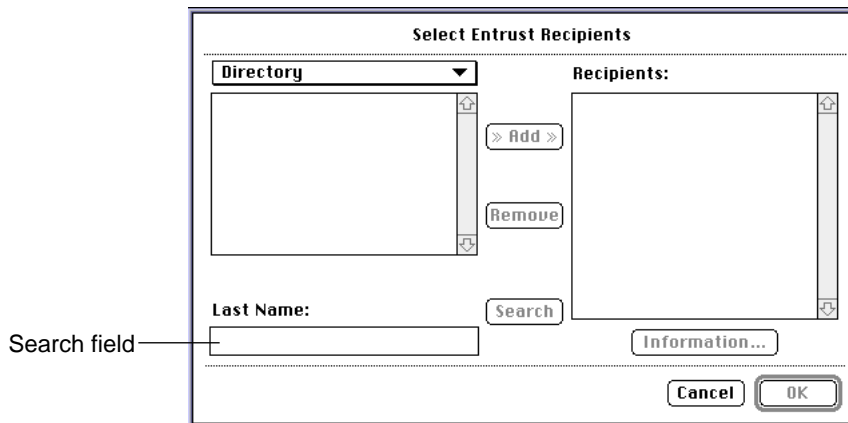 Select Entrust Recipients
Directory
Recipients:
» Add »
Remove
Last Name:
Search
Search field
Information...
Cancel
OK